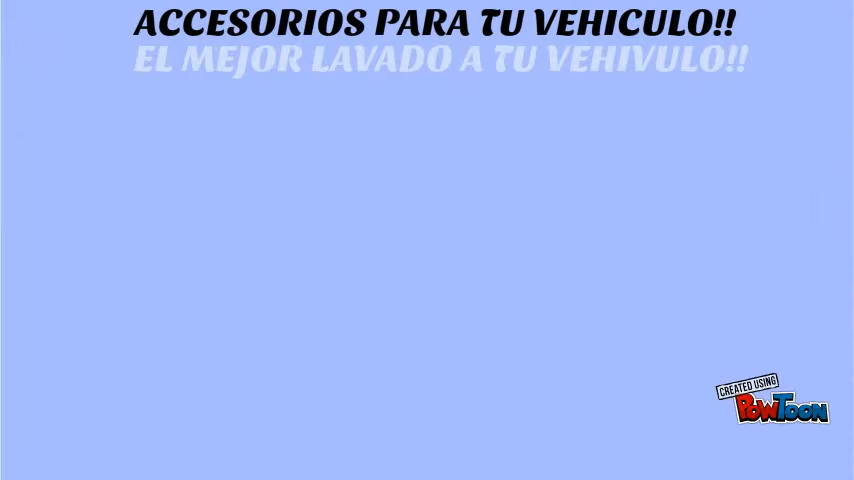 ACCESORIOS PARA TU VEHICULO!!
EL MEJOR LAVADO A TU VEHIVULO!!
CREATED USING
POWTOON